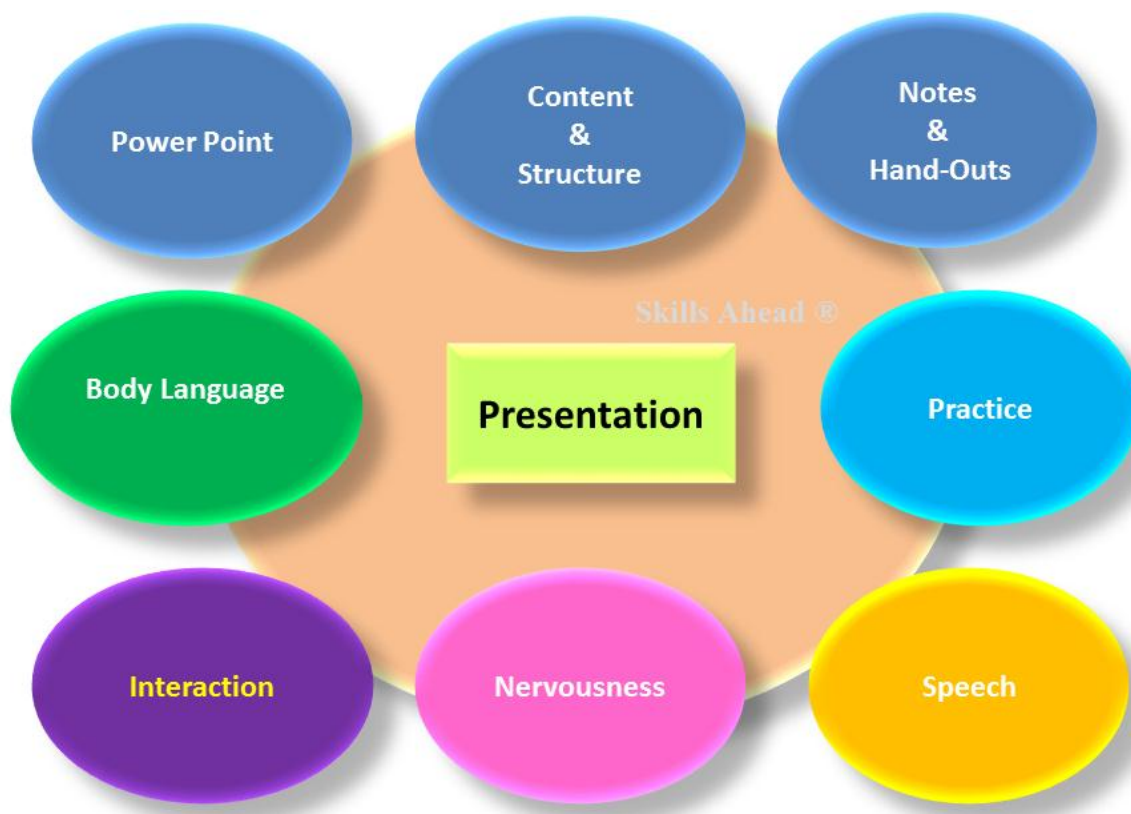 Power Point
Content
&
Structure
Notes
&
Hand-Outs
Skills Ahead ®
Body Language
Presentation
Practice
Interaction
Nervousness
Speech